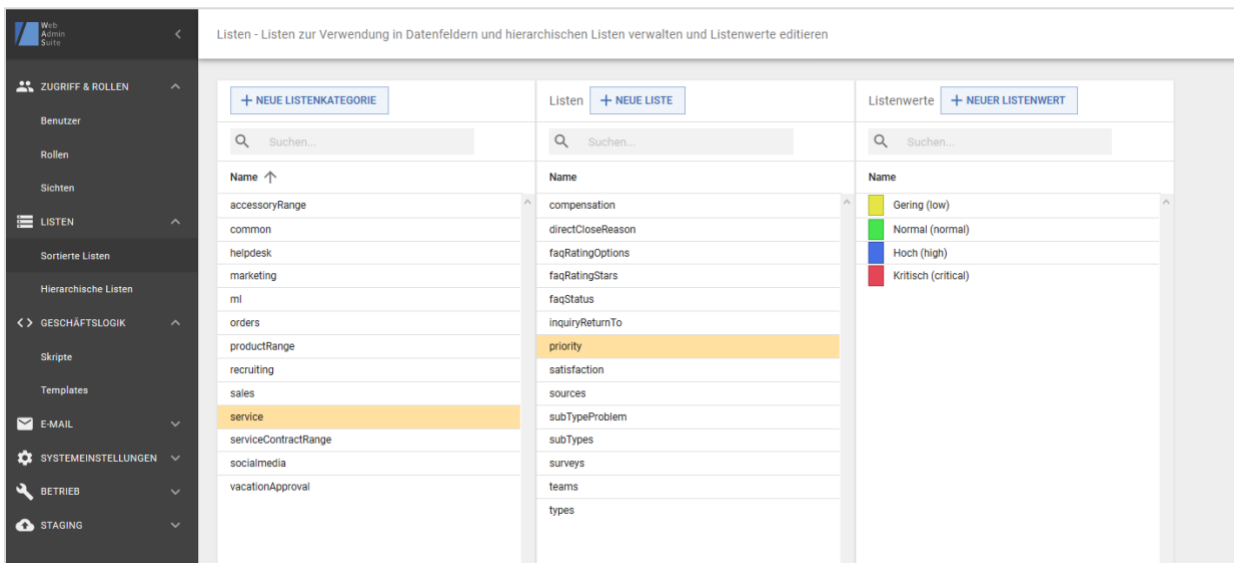 Web
Admin
Suite
Listen - Listen zur Verwendung in Datenfeldern und hierarchischen Listen verwalten und Listenwerte editieren
ZUGRIFF & ROLLEN
Benutzer
Rollen
Sichten
LISTEN
Sortierte Listen
Hierarchische Listen
GESCHÄFTSLOGIK
Skripte
Templates
E-MAIL
SYSTEMEINSTELLUNGEN
BETRIEB
STAGING
+ NEUE LISTENKATEGORIE
Suchen...
Name
accessoryRange
common
helpdesk
marketing
ml
orders
productRange
recruiting
sales
service
serviceContractRange
socialmedia
vacationApproval
Listen + NEUE LISTE
Suchen...
Name
compensation
directCloseReason
faqRatingOptions
faqRatingStars
faqStatus
inquiryReturnTo
priority
satisfaction
sources
subTypeProblem
subTypes
surveys
teams
types
Listenwerte + NEUER LISTENWERT
Suchen...
Name
Gering (low)
Normal (normal)
Hoch (high)
Kritisch (critical)